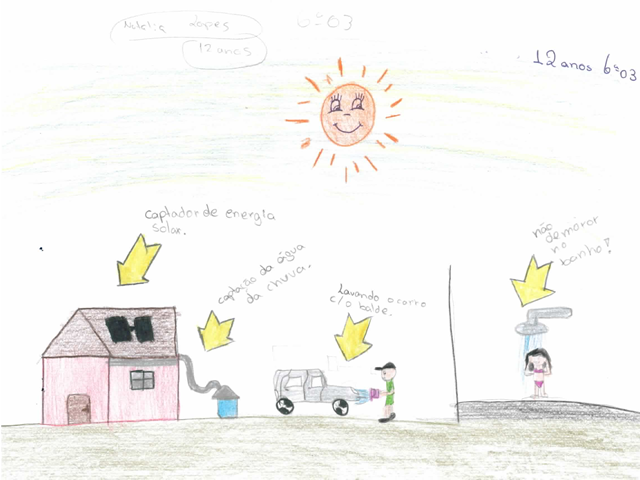 Natalia Lopes 6º03
12 anos
12 anos 6º03
captador de energia
solar.
captação da água
da chuva.
Lavando o carro
c/o balde.
não
demorar
no
banho!